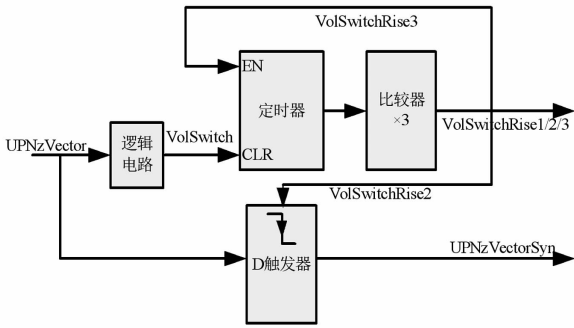 VolSwitchRise3
EN
定时器
比较器
×3
VolSwitchRise1/2/3
UPNzVector
逻辑
电路
VolSwitch
CLR
VolSwitchRise2
D触发器
UPNzVectorSyn